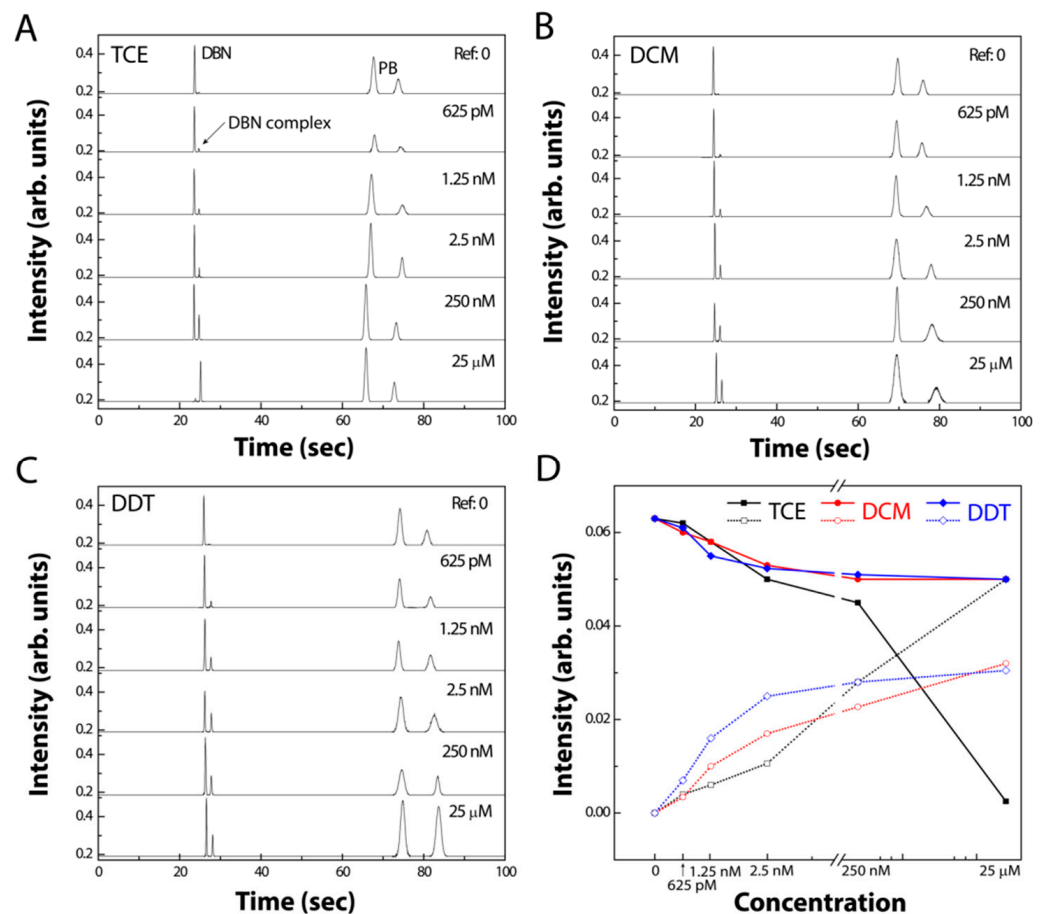 A
TCE
DBN
PB
Ref: 0
DBN complex
625 pM
1.25 nM
2.5 nM
250 nM
25 μM
0.4
0.2
0.4
0.2
0.4
0.2
0.4
0.2
0.4
0.2
0.4
0.2
Intensity (arb. units)
0 20 40 60 80 100
Time (sec)
B
DCM
Ref: 0
625 pM
1.25 nM
2.5 nM
250 nM
25 μM
0.4
0.2
0.4
0.2
0.4
0.2
0.4
0.2
0.4
0.2
0.4
0.2
Intensity (arb. units)
0 20 40 60 80 100
Time (sec)
C
DDT
Ref: 0
625 pM
1.25 nM
2.5 nM
250 nM
25 μM
0.4
0.2
0.4
0.2
0.4
0.2
0.4
0.2
0.4
0.2
0.4
0.2
Intensity (arb. units)
0 20 40 60 80 100
Time (sec)
D
TCE DCM DDT
0.06
0.04
0.02
0.00
Intensity (arb. units)
0 1.25 nM 2.5 nM 250 nM 25 μM
↑
625 pM
Concentration